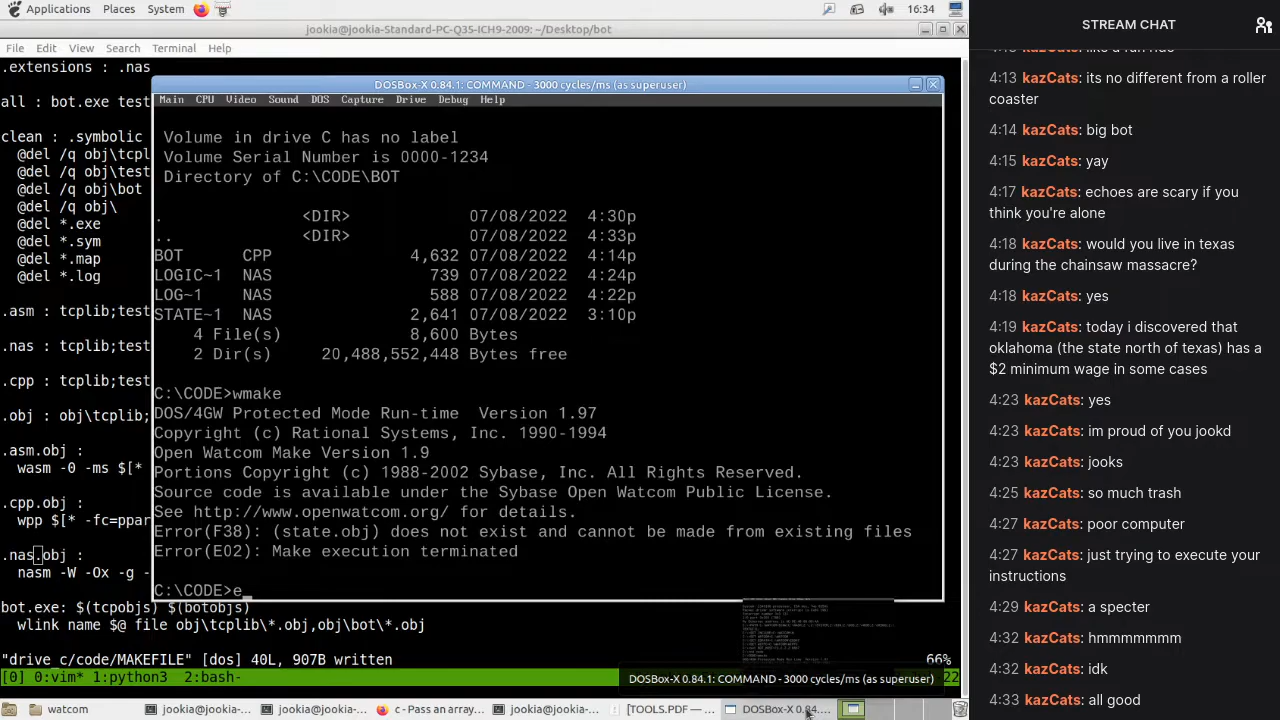 Applications Places System 16:34
jookia@jookia-Standard-PC-Q35-ICH9-2009: ~/Desktop/bot
File Edit View Search Terminal Help
.extensions : .nas
all : bot.exe test
clean : .symbolic
@del /q obj\tcpl
@del /q obj\test
@del /q obj\bot
@del /q obj\
@del *.exe
@del *.sym
@del *.map
@del *.log
.asm : tcplib;test
.nas : tcplib;test
.cpp : tcplib;test
.obj : obj\tcplib;
.asm.obj :
wasm -0 -ms $[*
.cpp.obj :
wpp $[* -fc=ppar
.nas.obj :
nasm -W -Ox -g -
bot.exe: $(tcpobjs) $(botobjs)
wlink op map fil obj\tcplib\*.obj,obj\bot\*.obj
"drive_c/code/MAKEFILE" [dos] 40L, 907B written 66%
[0] 0:vim* 1:python3 2:bash- 22
DOSBox-X 0.84.1: COMMAND - 3000 cycles/ms (as superuser)
Main CPU Video Sound DOS Capture Drive Debug Help
Volume in drive C has no label
Volume Serial Number is 0000-1234
Directory of C:\CODE\BOT
. <DIR> 07/08/2022 4:30p
.. <DIR> 07/08/2022 4:33p
BOT CPP 4,632 07/08/2022 4:14p
LOGIC~1 NAS 739 07/08/2022 4:24p
LOG~1 NAS 588 07/08/2022 4:22p
STATE~1 NAS 2,641 07/08/2022 3:10p
4 File(s) 8,600 Bytes
2 Dir(s) 20,488,552,448 Bytes free
C:\CODE>wmake
DOS/4GW Protected Mode Run-time Version 1.97
Copyright (c) Rational Systems, Inc. 1990-1994
Open Watcom Make Version 1.9
Portions Copyright (c) 1988-2002 Sybase, Inc. All Rights Reserved.
Source code is available under the Sybase Open Watcom Public License.
See http://www.openwatcom.org/ for details.
Error(F38): (state.obj) does not exist and cannot be made from existing files
Error(E02): Make execution terminated
C:\CODE>e_
DOSBox-X 0.84.1: COMMAND - 3000 cycles/ms (as superuser)
watcom jookia@jookia-... jookia@jookia-... c - Pass an array... jookia@jookia-... [TOOLS.PDF — ... DOSBox-X 0.84....
STREAM CHAT
4:13 kazCats: its no different from a roller
coaster
4:14 kazCats: big bot
4:15 kazCats: yay
4:17 kazCats: echoes are scary if you
think you're alone
4:18 kazCats: would you live in texas
during the chainsaw massacre?
4:18 kazCats: yes
4:19 kazCats: today i discovered that
oklahoma (the state north of texas) has a
$2 minimum wage in some cases
4:23 kazCats: yes
4:23 kazCats: im proud of you jookd
4:23 kazCats: jooks
4:25 kazCats: so much trash
4:27 kazCats: poor computer
4:27 kazCats: just trying to execute your
instructions
4:29 kazCats: a specter
4:32 kazCats: hmmmmmmm
4:32 kazCats: idk
4:33 kazCats: all good